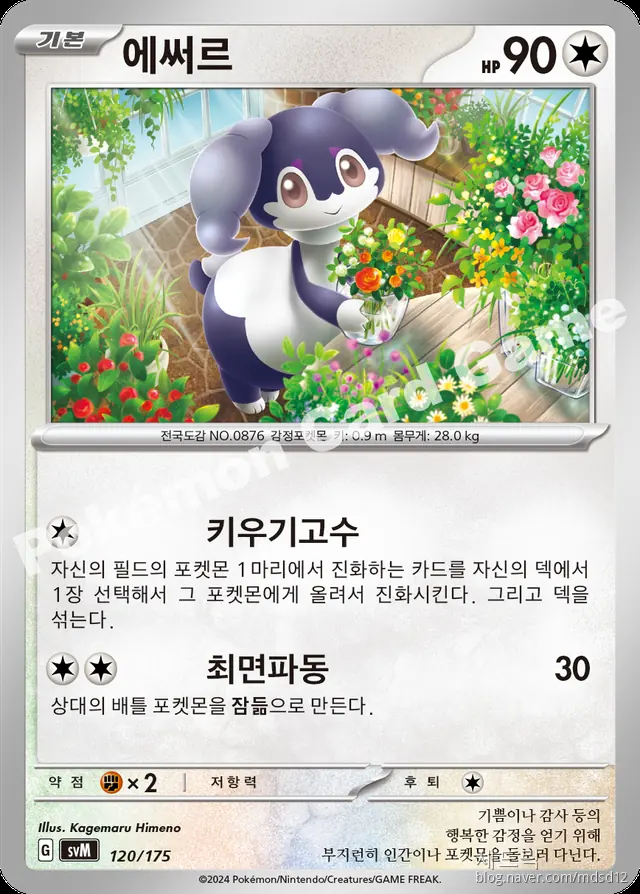 기본
에써르
HP 90
전국도감 NO.0876 감정포켓몬 키: 0.9 m 몸무게: 28.0 kg
Pokémon Card Game
키우기고수
자신의 필드의 포켓몬 1마리에서 진화하는 카드를 자신의 덱에서
1장 선택해서 그 포켓몬에게 올려서 진화시킨다. 그리고 덱을
섞는다.
최면파동 30
상대의 배틀 포켓몬을 잠듦으로 만든다.
약점 ×2 저항력 후퇴
Illus. Kagemaru Himeno
기쁨이나 감사 등의
행복한 감정을 얻기 위해
부지런히 인간이나 포켓몬을 돌보러 다닌다.
G svM 120/175
©2024 Pokémon/Nintendo/Creatures/GAME FREAK.
blog.naver.com/mdsd12